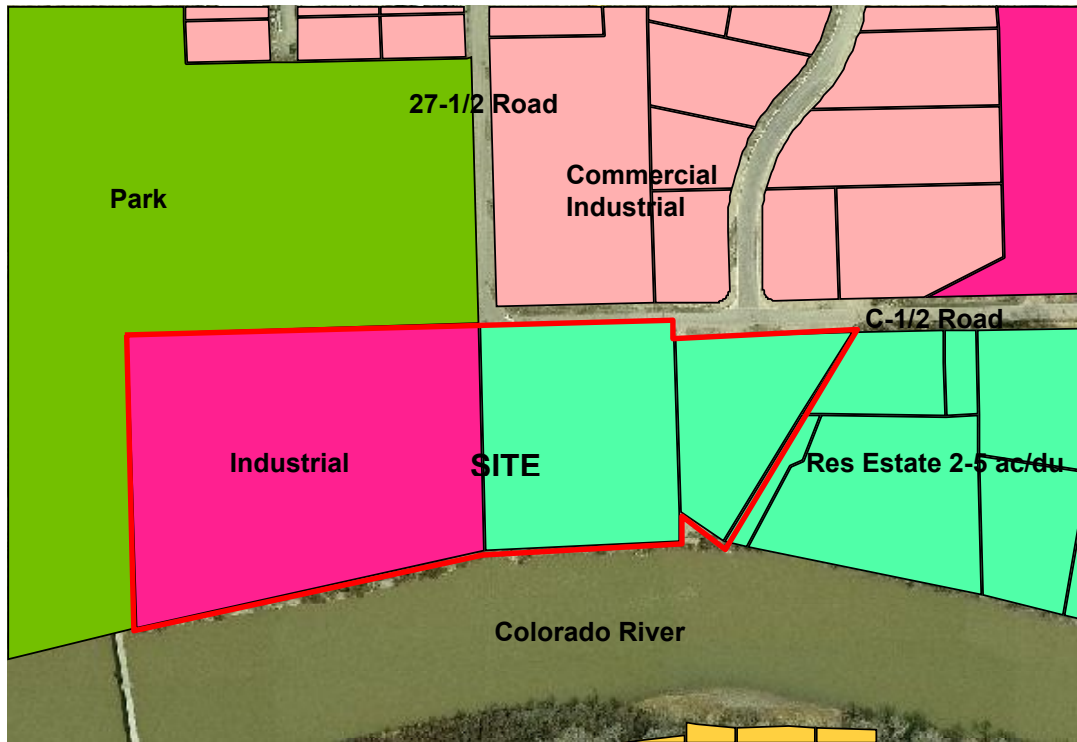 27-1/2 Road
Park
Commercial
Industrial
C-1/2 Road
Industrial
SITE
Res Estate 2-5 ac/du
Colorado River